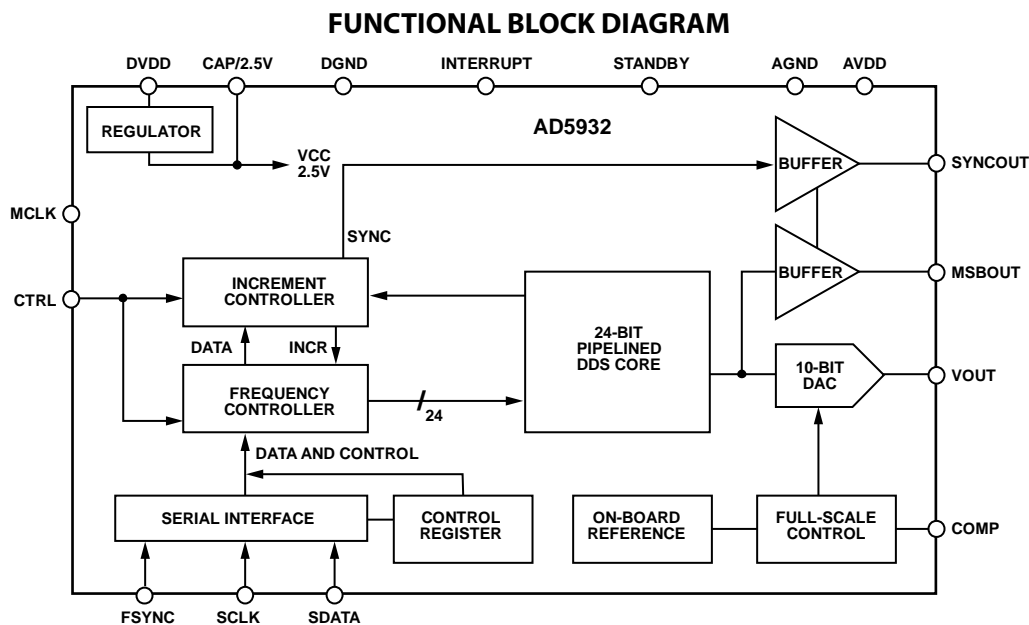 FUNCTIONAL BLOCK DIAGRAM
DVDD
CAP/2.5V
DGND
INTERRUPT
STANDBY
AGND
AVDD
REGULATOR
AD5932
VCC
2.5V
BUFFER
SYNCOUT
MCLK
SYNC
BUFFER
MSBOUT
CTRL
INCREMENT
CONTROLLER
24-BIT
PIPELINED
DDS CORE
DATA
INCR
10-BIT
DAC
VOUT
FREQUENCY
CONTROLLER
24
DATA AND CONTROL
SERIAL INTERFACE
CONTROL
REGISTER
ON-BOARD
REFERENCE
FULL-SCALE
CONTROL
COMP
FSYNC
SCLK
SDATA